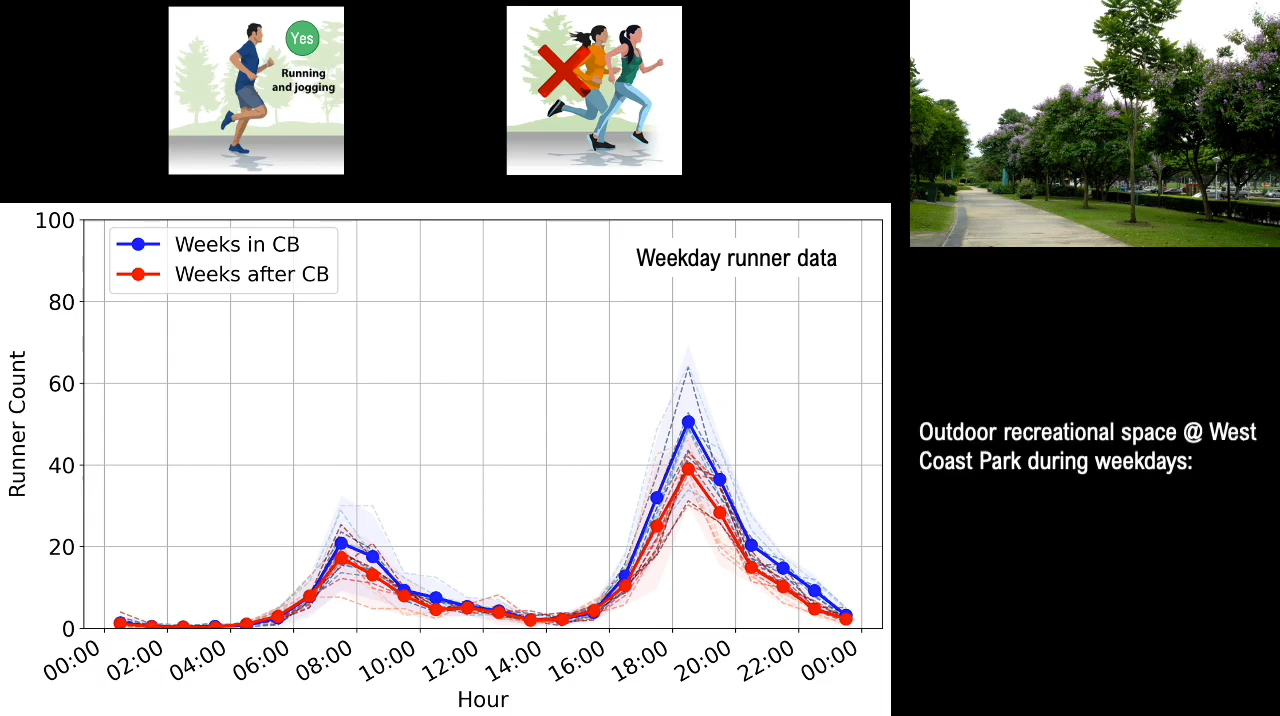 Yes
Running
and jogging
100
80
60
40
20
0
Runner Count
Weeks in CB
Weeks after CB
Weekday runner data
00:00
02:00
04:00
06:00
08:00
10:00
12:00
14:00
16:00
18:00
20:00
22:00
00:00
Hour
Outdoor recreational space @ West
Coast Park during weekdays: